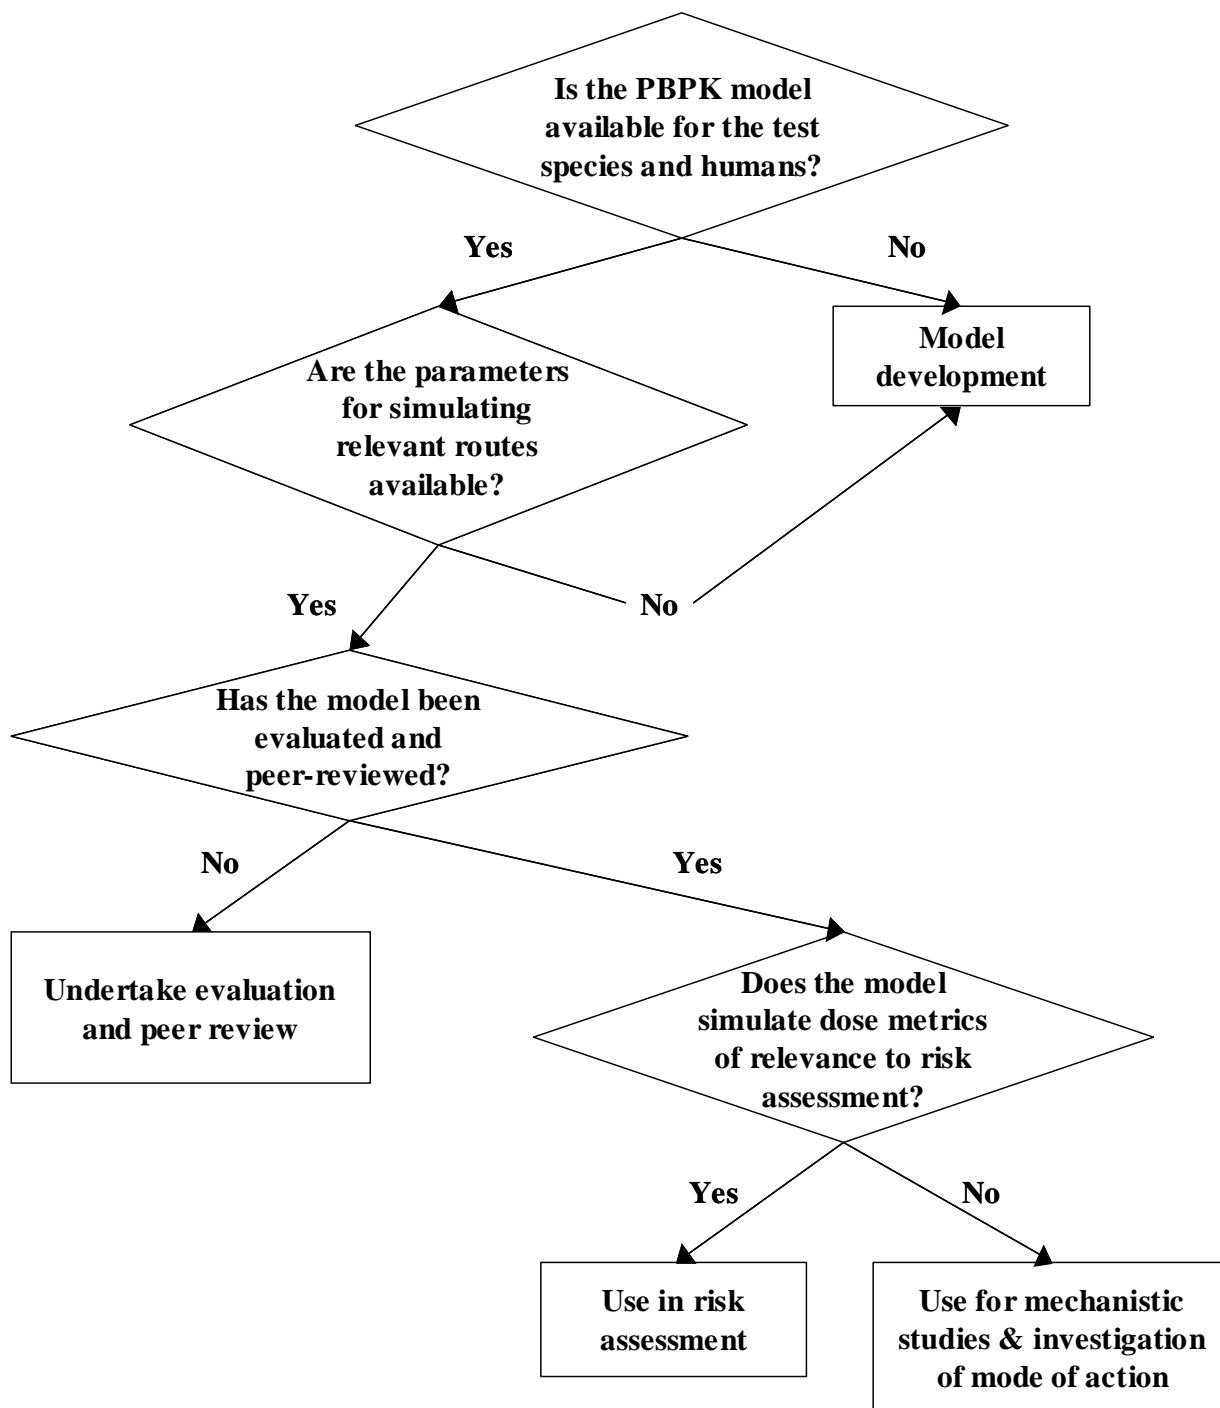 Is the PBPK model
available for the test
species and humans?
Yes
No
Model
development
Are the parameters
for simulating
relevant routes
available?
Yes
No
Has the model been
evaluated and
peer-reviewed?
No
Yes
Undertake evaluation
and peer review
Does the model
simulate dose metrics
of relevance to risk
assessment?
Yes
No
Use in risk
assessment
Use for mechanistic
studies & investigation
of mode of action